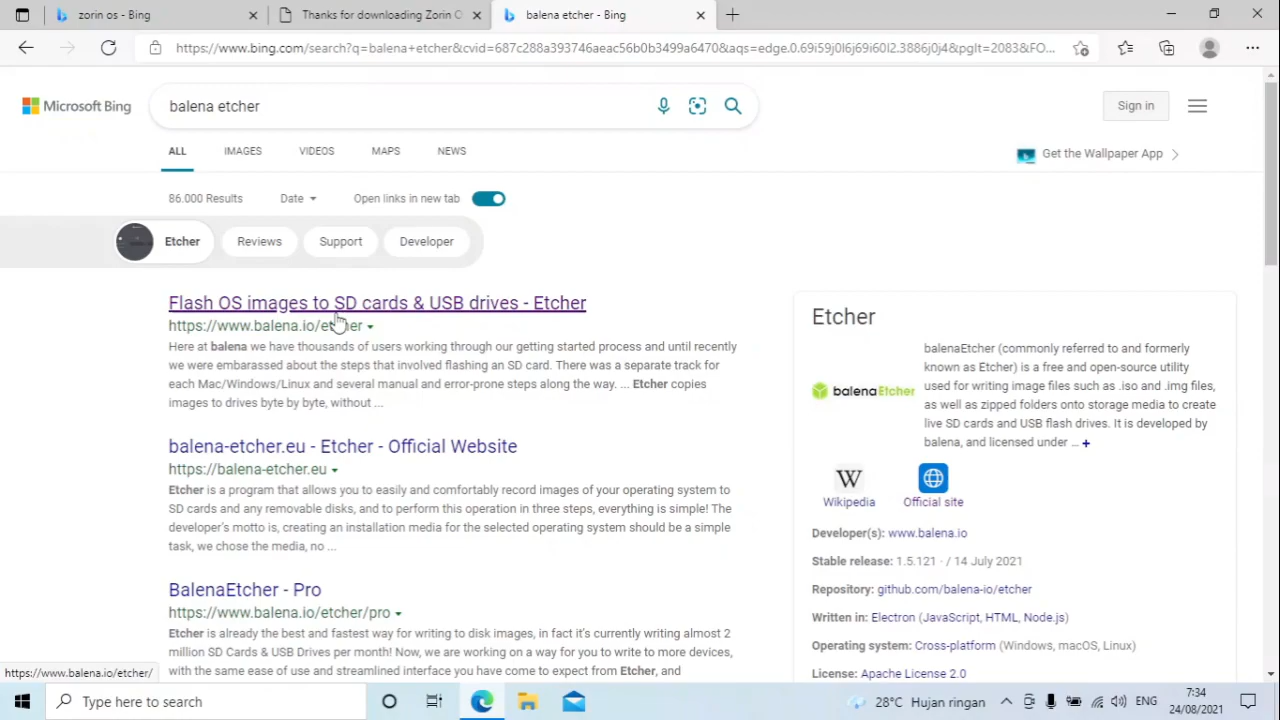 zorin os - Bing
Thanks for downloading Zorin O
balena etcher - Bing
https://www.bing.com/search?q=balena+etcher&cvid=687c288a393746aeac56b0b3499a6470&aqs=edge.0.69i59j0l6j69i60l2.3886j0j4&pglt=2083&FO...
Microsoft Bing
balena etcher
Sign in
ALL
IMAGES
VIDEOS
MAPS
NEWS
Get the Wallpaper App
86.000 Results
Date
Open links in new tab
Etcher
Reviews
Support
Developer
Flash OS images to SD cards & USB drives - Etcher
https://www.balena.io/etcher
Here at balena we have thousands of users working through our getting started process and until recently
we were embarassed about the steps that involved flashing an SD card. There was a separate track for
each Mac/Windows/Linux and several manual and error-prone steps along the way. ... Etcher copies
images to drives byte by byte, without ...
balena-etcher.eu - Etcher - Official Website
https://balena-etcher.eu
Etcher is a program that allows you to easily and comfortably record images of your operating system to
SD cards and any removable disks, and to perform this operation in three steps, everything is simple! The
developer's motto is, creating an installation media for the selected operating system should be a simple
task, we chose the media, no ...
BalenaEtcher - Pro
https://www.balena.io/etcher/pro
Etcher is already the best and fastest way for writing to disk images, in fact it's currently writing almost 2
million SD Cards & USB Drives per month! Now, we are working on a way for you to write to more devices,
with the same ease of use and streamlined interface you have come to expect from Etcher, and
Etcher
balenaEtcher
balenaEtcher (commonly referred to and formerly
known as Etcher) is a free and open-source utility
used for writing image files such as .iso and .img files,
as well as zipped folders onto storage media to create
live SD cards and USB flash drives. It is developed by
balena, and licensed under ... +
W
Wikipedia
Official site
Developer(s): www.balena.io
Stable release: 1.5.121 · / 14 July 2021
Repository: github.com/balena-io/etcher
Written in: Electron (JavaScript, HTML, Node.js)
Operating system: Cross-platform (Windows, macOS, Linux)
License: Apache License 2.0
https://www.balena.io/etcher/
Type here to search
28°C Hujan ringan
ENG
7:34
24/08/2021